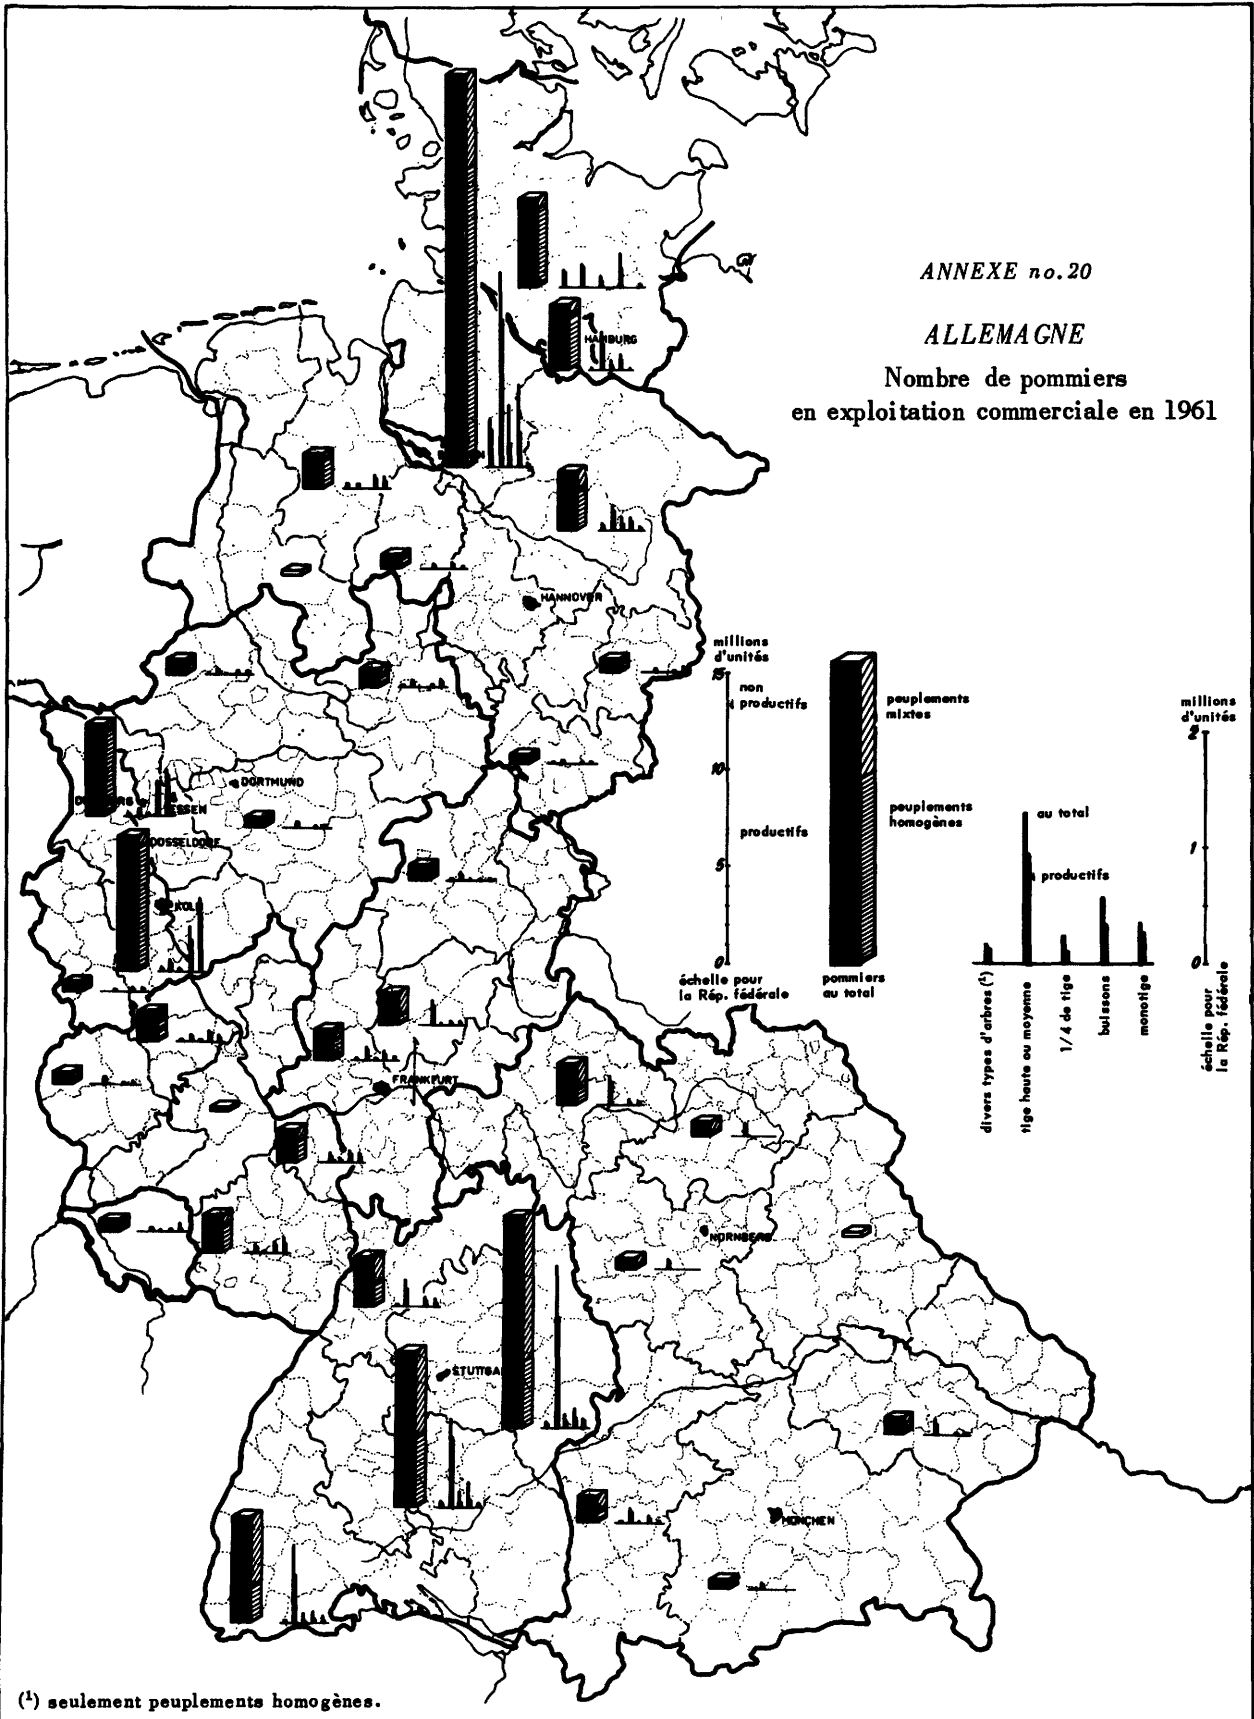 ANNEXE no.20
ALLEMAGNE
Nombre de pommiers
en exploitation commerciale en 1961
HAMBURG
HANNOVER
millions
d'unités
15
non
productifs
10
productifs
5
0
échelle pour
la Rép. fédérale
peuplements
mixtes
peuplements
homogènes
pommiers
au total
millions
d'unités
2
1
0
échelle pour
la Rép. fédérale
au total
productifs
divers types d'arbres (1)
tige haute ou moyenne
1/4 de tige
buissons
monotige
DORTMUND
ESSEN
DÜSSELDORF
KÖLN
FRANKFURT
NÜRNBERG
STUTTGA
MÜNCHEN
(1) seulement peuplements homogènes.